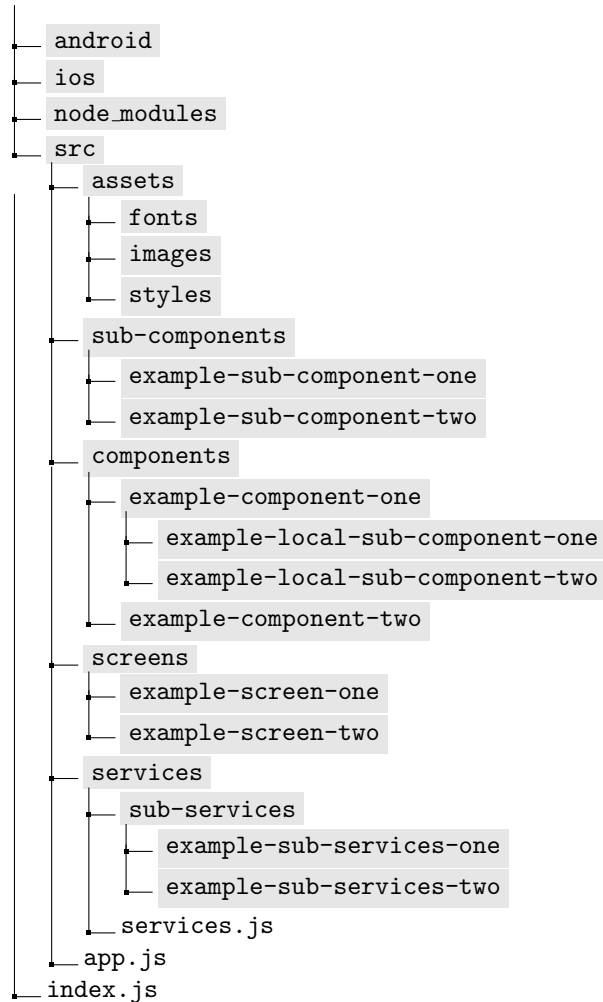 android
ios
node_modules
src
assets
fonts
images
styles
sub-components
example-sub-component-one
example-sub-component-two
components
example-component-one
example-local-sub-component-one
example-local-sub-component-two
example-component-two
screens
example-screen-one
example-screen-two
services
sub-services
example-sub-services-one
example-sub-services-two
services.js
app.js
index.js